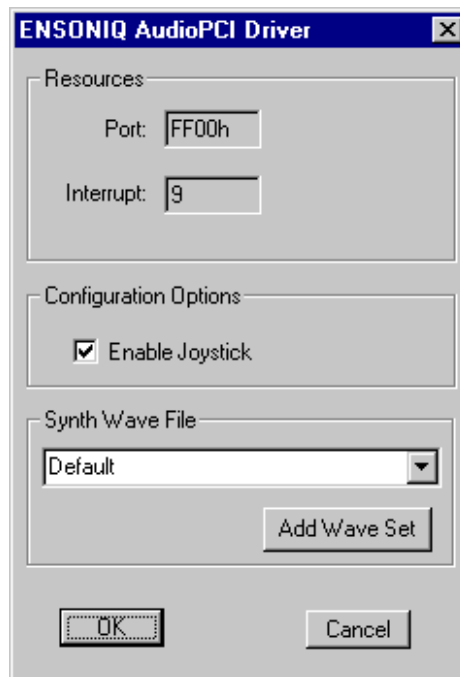 ENSONIQ AudioPCI Driver
Resources
Port: FF00h
Interrupt: 9
Configuration Options
Enable Joystick
Synth Wave File
Default
Add Wave Set
OK Cancel